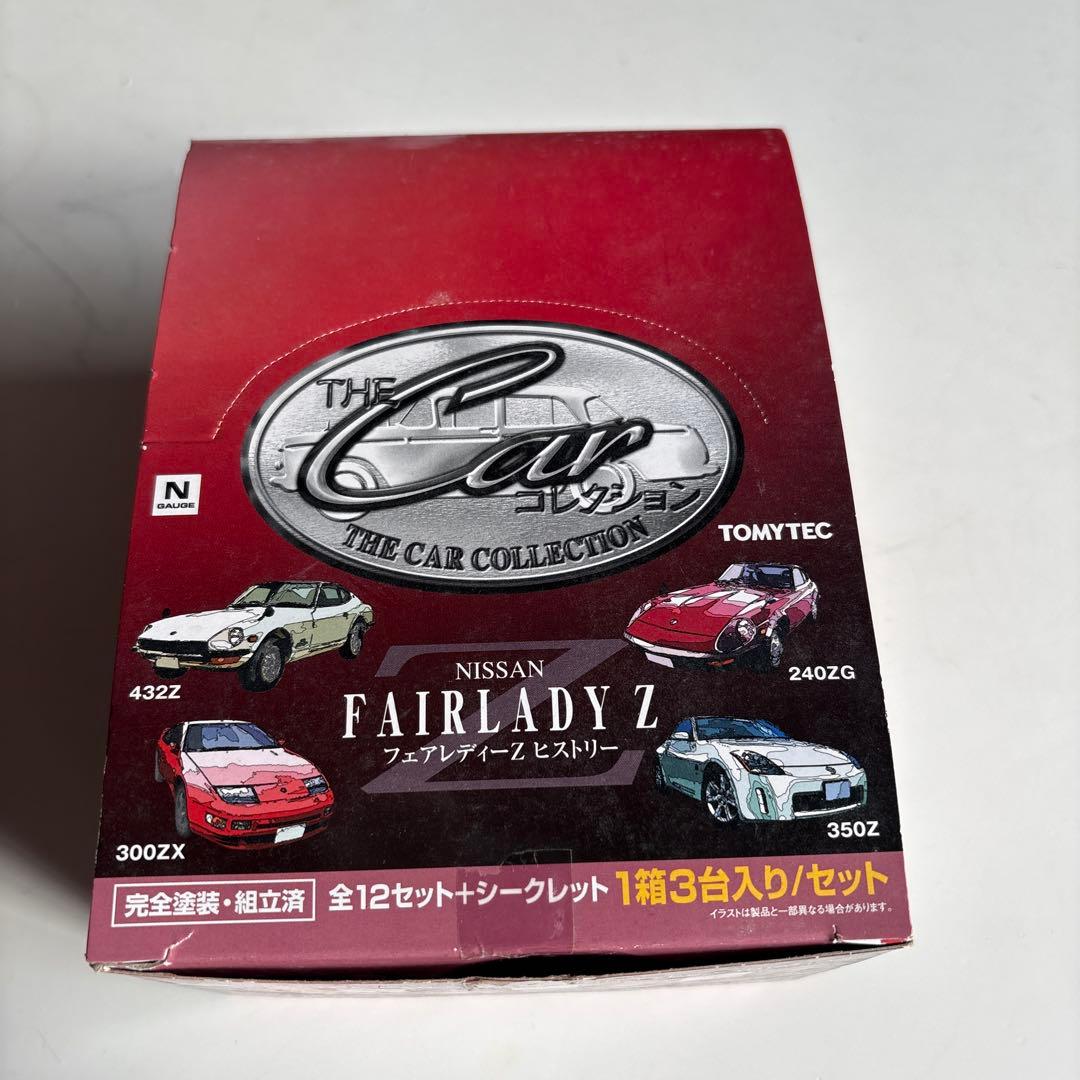 THE Car
コレクション
THE CAR COLLECTION
N
GAUGE
TOMYTEC
432Z
240ZG
Z
NISSAN
FAIRLADY Z
フェアレディーZ ヒストリー
300ZX
350Z
完全塗装・組立済
全12セット+シークレット
1箱3台入り/セット
イラストは製品と一部異なる場合があります。